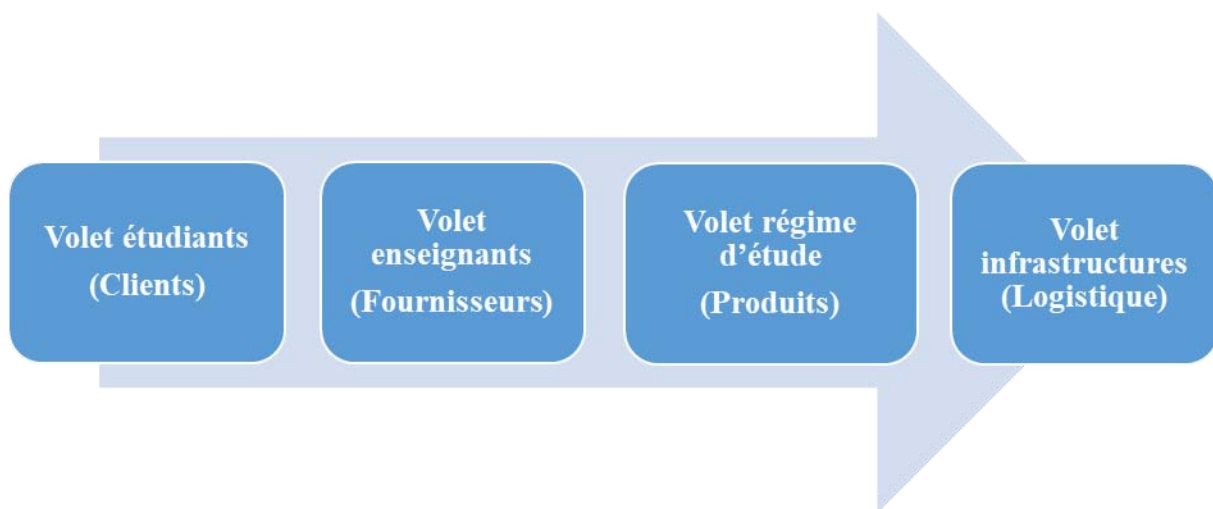 Volet étudiants
(Clients)
Volet
enseignants
(Fournisseurs)
Volet régime
d’étude
(Produits)
Volet
infrastructures
(Logistique)